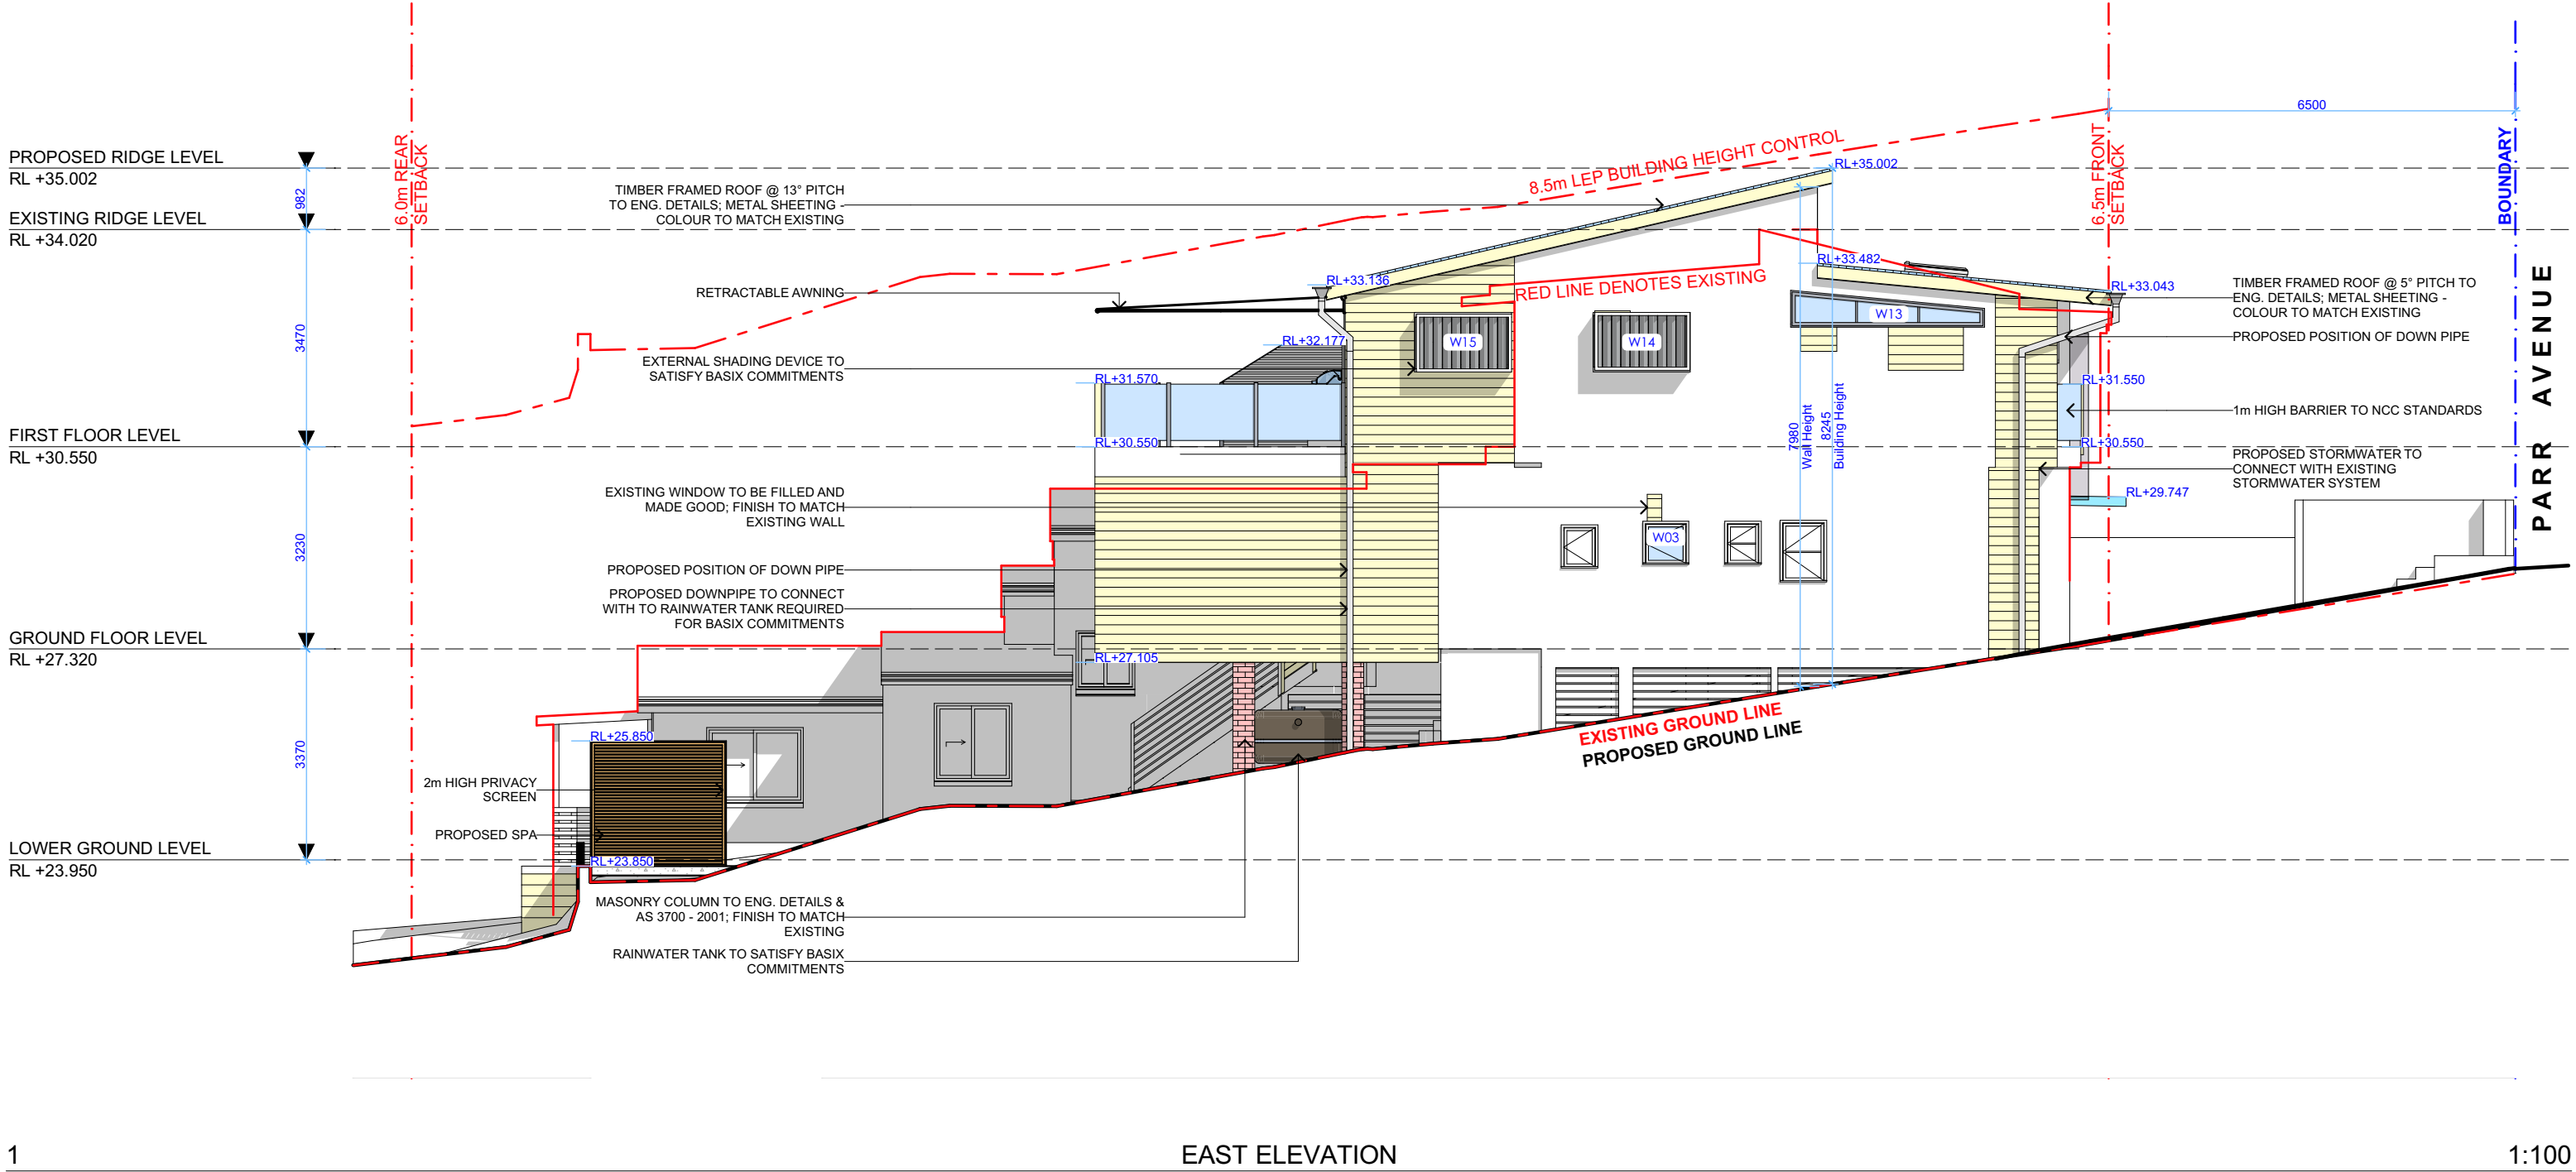 6500
PROPOSED RIDGE LEVEL
RL +35.002
982
EXISTING RIDGE LEVEL
RL +34.020
3470
FIRST FLOOR LEVEL
RL +30.550
3230
GROUND FLOOR LEVEL
RL +27.320
3370
LOWER GROUND LEVEL
RL +23.950
6.0m REAR
SETBACK
TIMBER FRAMED ROOF @ 13° PITCH
TO ENG. DETAILS; METAL SHEETING -
COLOUR TO MATCH EXISTING
RETRACTABLE AWNING
EXTERNAL SHADING DEVICE TO
SATISFY BASIX COMMITMENTS
EXISTING WINDOW TO BE FILLED AND
MADE GOOD; FINISH TO MATCH
EXISTING WALL
PROPOSED POSITION OF DOWN PIPE
PROPOSED DOWNPIPE TO CONNECT
WITH TO RAINWATER TANK REQUIRED
FOR BASIX COMMITMENTS
2m HIGH PRIVACY
SCREEN
PROPOSED SPA
MASONRY COLUMN TO ENG. DETAILS &
AS 3700 - 2001; FINISH TO MATCH
EXISTING
RAINWATER TANK TO SATISFY BASIX
COMMITMENTS
RL+25.850
RL+23.850
8.5m LEP BUILDING HEIGHT CONTROL
RL+35.002
RL+33.136
RED LINE DENOTES EXISTING
RL+33.482
RL+33.043
RL+32.177
RL+31.570
RL+30.550
RL+27.105
W15
W14
W13
W03
7980
Wall Height
8245
Building Height
EXISTING GROUND LINE
PROPOSED GROUND LINE
RL+31.550
RL+30.550
RL+29.747
6.5m FRONT
SETBACK
BOUNDARY
PARR AVENUE
TIMBER FRAMED ROOF @ 5° PITCH TO
ENG. DETAILS; METAL SHEETING -
COLOUR TO MATCH EXISTING
PROPOSED POSITION OF DOWN PIPE
1m HIGH BARRIER TO NCC STANDARDS
PROPOSED STORMWATER TO
CONNECT WITH EXISTING
STORMWATER SYSTEM
1
EAST ELEVATION
1:100